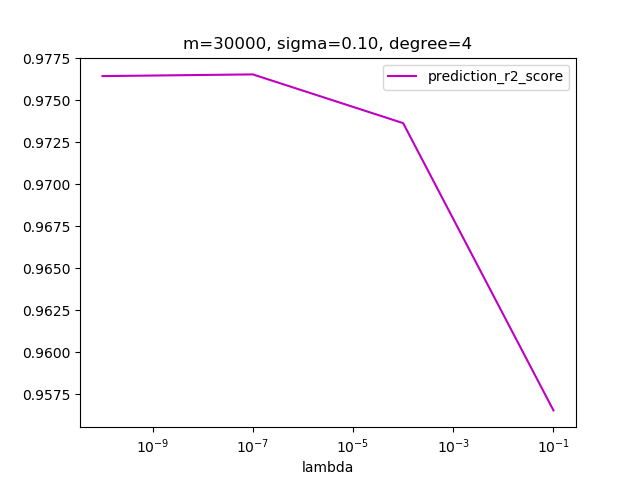 m=30000, sigma=0.10, degree=4
prediction_r2_score
0.9775
0.9750
0.9725
0.9700
0.9675
0.9650
0.9625
0.9600
0.9575
10⁻⁹ 10⁻⁷ 10⁻⁵ 10⁻³ 10⁻¹
lambda